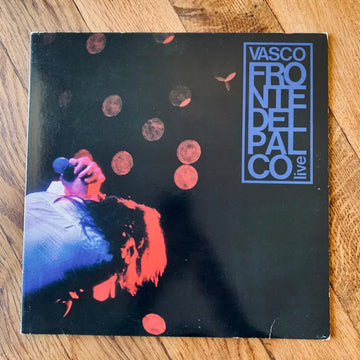 VASCO
FRO
NTE
DEL
PAL
CO live